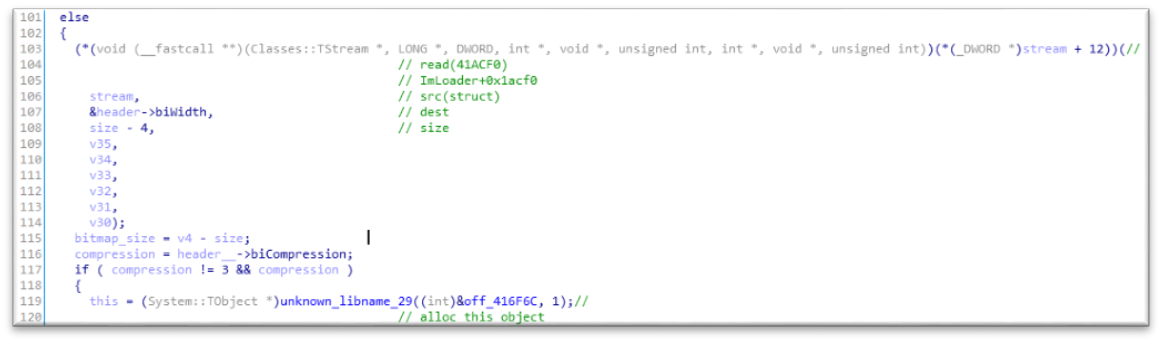 101 else
102 {
103 (*(void (__fastcall **)(Classes::TStream *, LONG *, DWORD, int *, void *, unsigned int, int *, void *, unsigned int))(*(_DWORD *)stream + 12))(//
104 // read(41ACF0)
105 // ImLoader+0x1acf0
106 stream, // src(struct)
107 &header->biWidth, // dest
108 size - 4, // size
109 v35,
110 v34,
111 v33,
112 v32,
113 v31,
114 v30);
115 bitmap_size = v4 - size;
116 compression = header__->biCompression;
117 if ( compression != 3 && compression )
118 {
119 this = (System::TObject *)unknown_libname_29((int)&off_416F6C, 1);//
120 // alloc this object